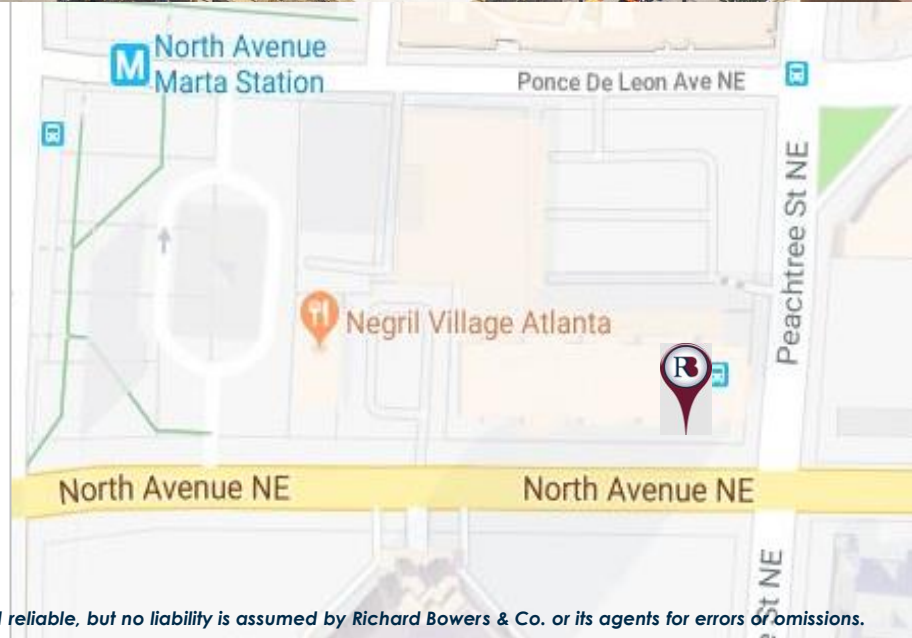 North Avenue
M Marta Station
Ponce De Leon Ave NE
Peachtree St NE
Negril Village Atlanta
RB
North Avenue NE
North Avenue NE
St NE
reliable, but no liability is assumed by Richard Bowers & Co. or its agents for errors or omissions.